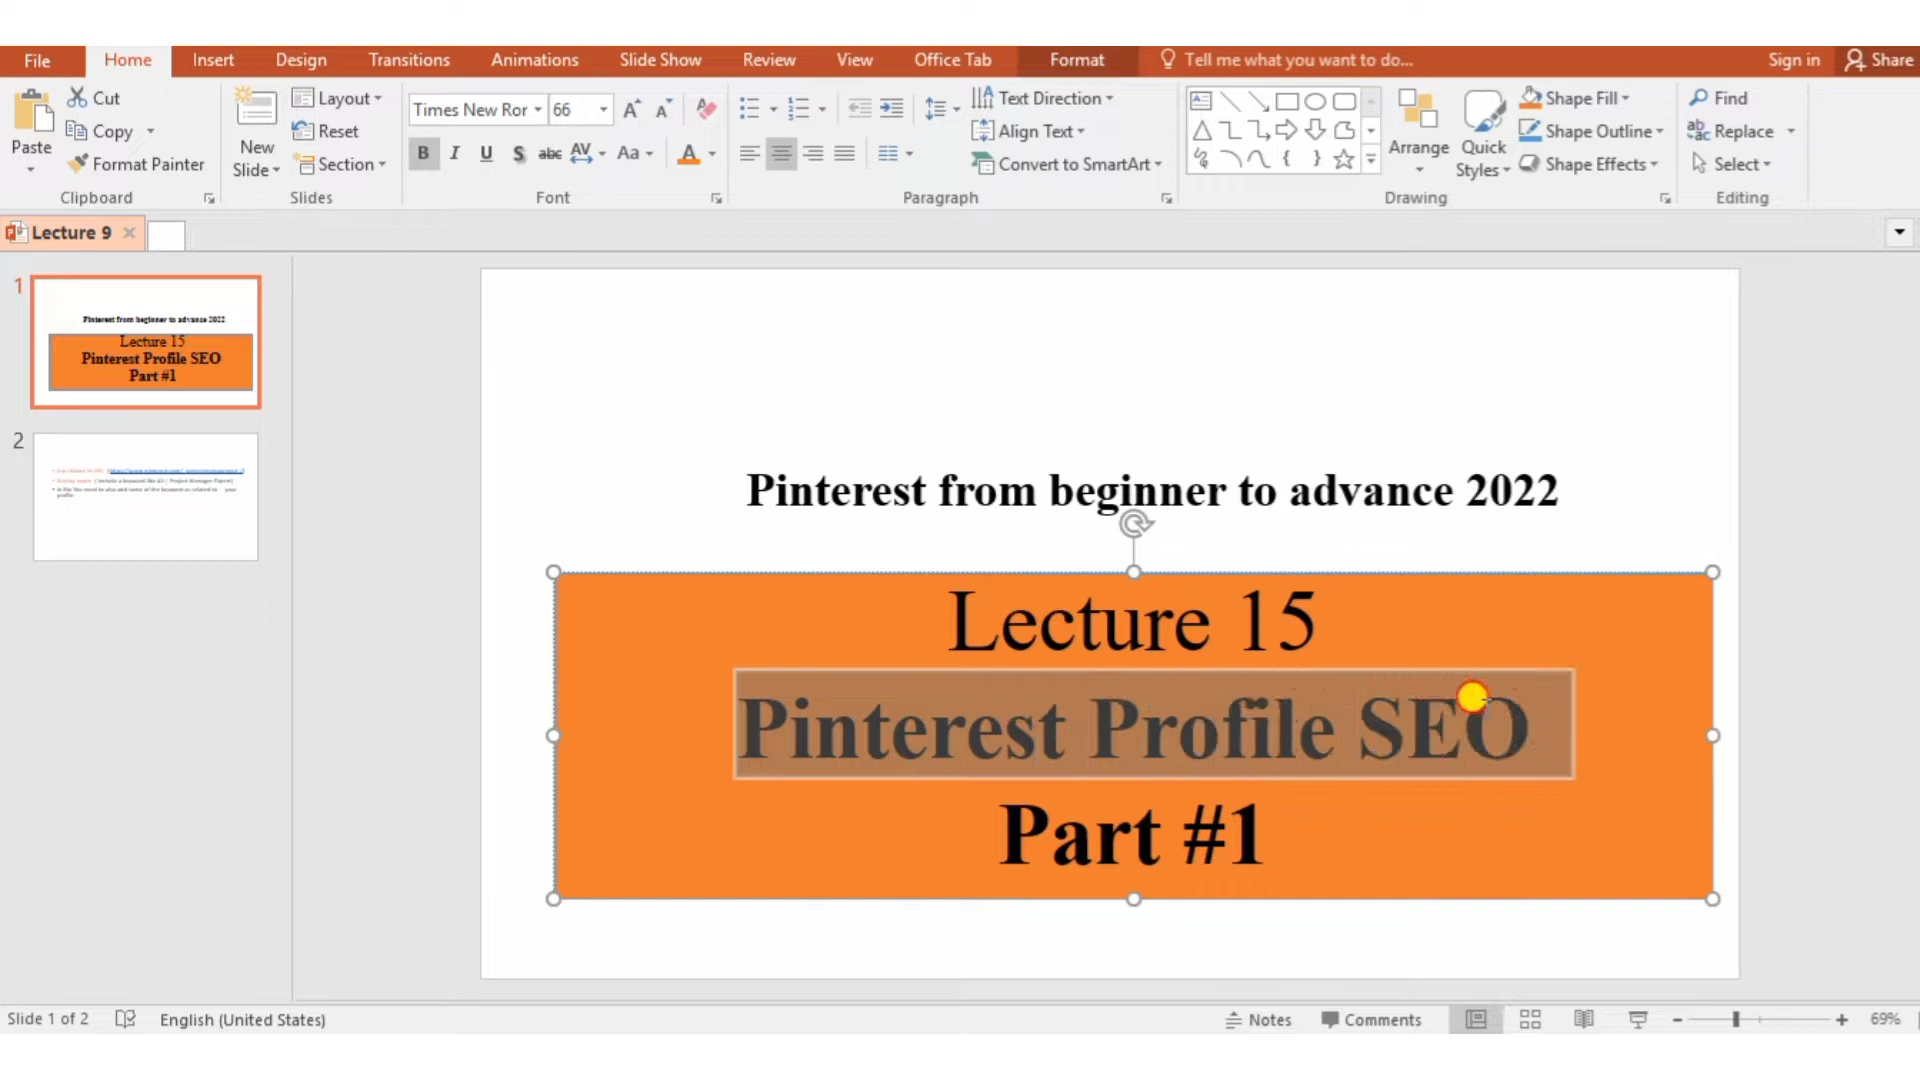 File Home Insert Design Transitions Animations Slide Show Review View Office Tab Format Tell me what you want to do... Sign in Share
Paste
Cut
Copy
Format Painter
Clipboard
New Slide
Layout
Reset
Section
Slides
Times New Ror 66
B I U S abc AV Aa A
Font
Text Direction
Align Text
Convert to SmartArt
Paragraph
Arrange
Quick Styles
Shape Fill
Shape Outline
Shape Effects
Drawing
Find
Replace
Select
Editing
Lecture 9
1
Pinterest from beginner to advance 2022
Lecture 15
Pinterest Profile SEO
Part #1
2
Pinterest from beginner to advance 2022
Lecture 15
Pinterest Profile SEO
Part #1
Slide 1 of 2 English (United States) Notes Comments 69%